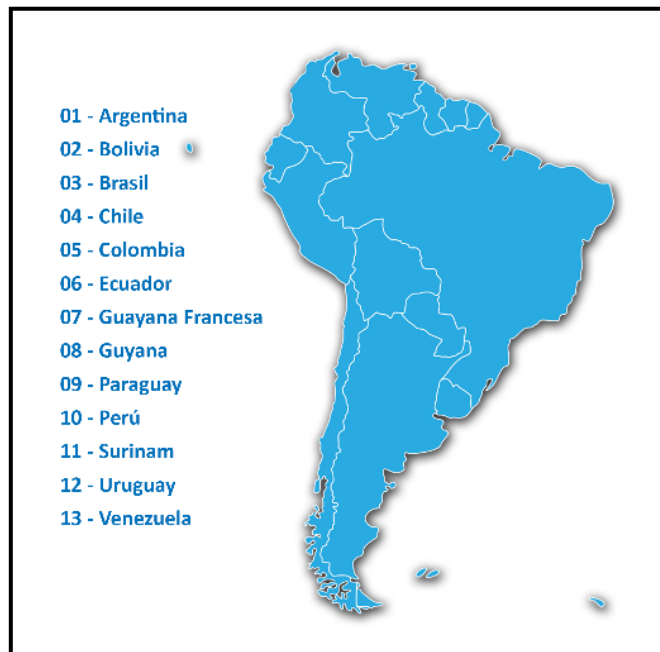 01 - Argentina
02 - Bolivia
03 - Brasil
04 - Chile
05 - Colombia
06 - Ecuador
07 - Guayana Francesa
08 - Guyana
09 - Paraguay
10 - Perú
11 - Surinam
12 - Uruguay
13 - Venezuela